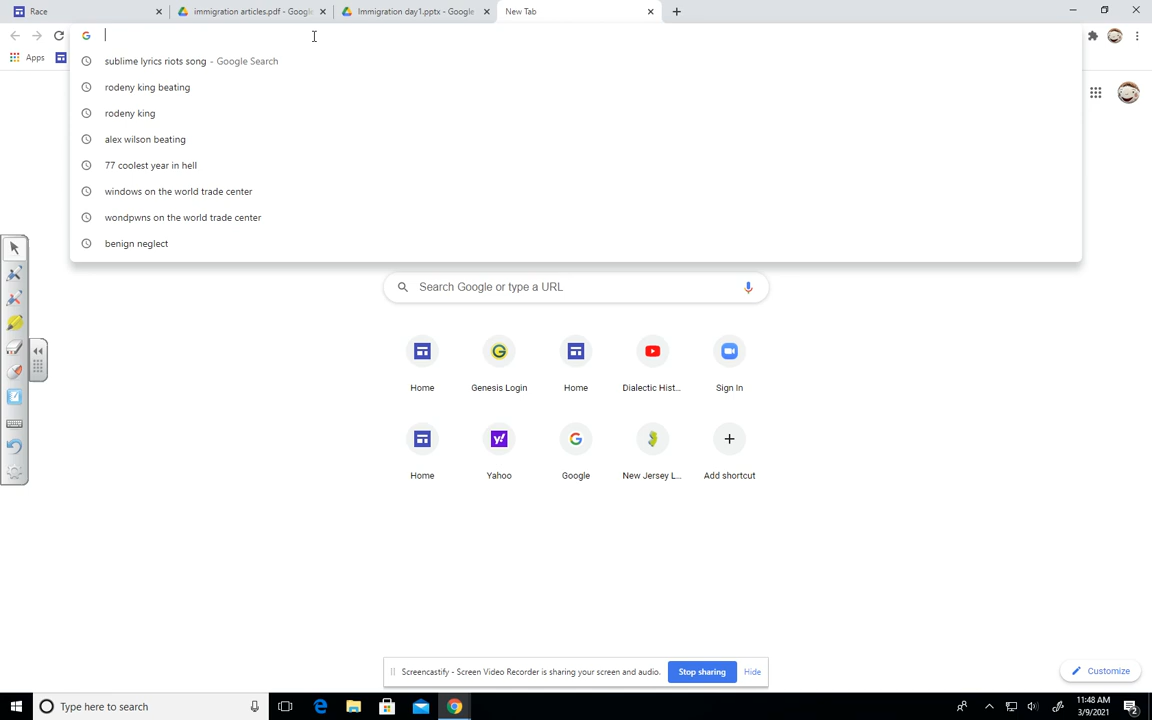 Race
immigration articles.pdf - Google
Immigration day1.pptx - Google
New Tab
Apps
sublime lyrics riots song - Google Search
rodeny king beating
rodeny king
alex wilson beating
77 coolest year in hell
windows on the world trade center
wondpwns on the world trade center
benign neglect
Search Google or type a URL
Home
Genesis Login
Home
Dialectic Hist...
Sign In
Home
Yahoo
Google
New Jersey L...
Add shortcut
Screencastify - Screen Video Recorder is sharing your screen and audio.
Stop sharing
Hide
Customize
Type here to search
11:48 AM
3/9/2021
2